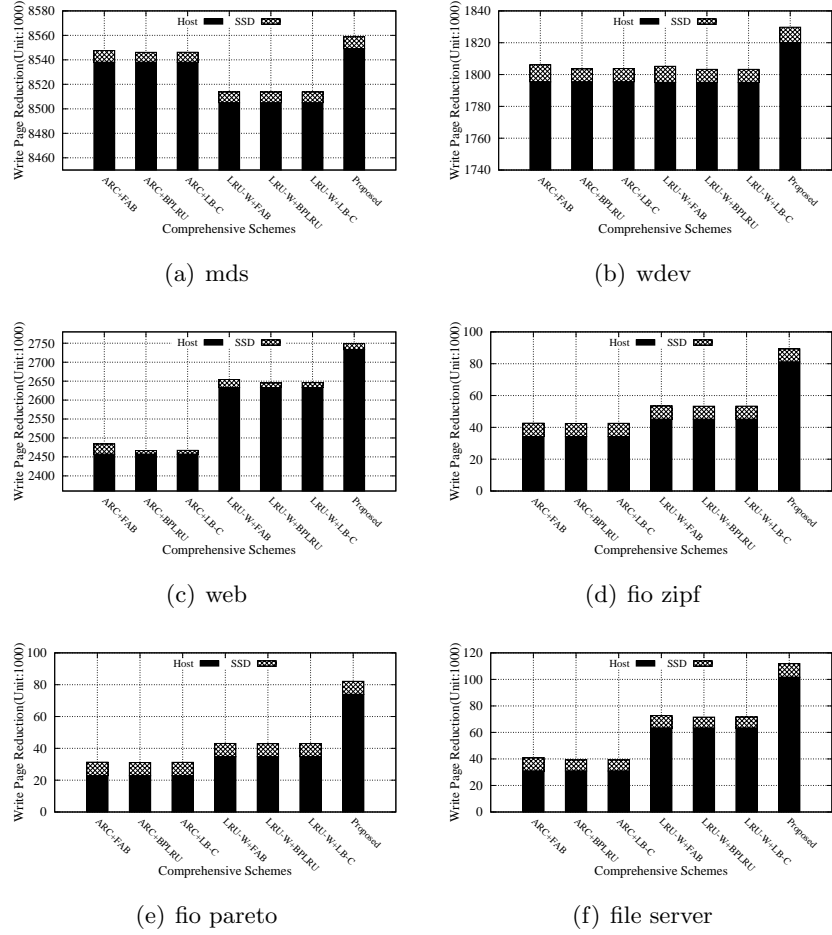 Write Page Reduction(Unit:1000)
8580
8560
8540
8520
8500
8480
8460
Host
SSD
ARC+FAB
ARC+BPLRU
ARC+LB-C
LRU-W+FAB
LRU-W+BPLRU
LRU-W+LB-C
Proposed
Comprehensive Schemes
(a) mds
Write Page Reduction(Unit:1000)
1840
1820
1800
1780
1760
1740
Host
SSD
ARC+FAB
ARC+BPLRU
ARC+LB-C
LRU-W+FAB
LRU-W+BPLRU
LRU-W+LB-C
Proposed
Comprehensive Schemes
(b) wdev
Write Page Reduction(Unit:1000)
2750
2700
2650
2600
2550
2500
2450
2400
Host
SSD
ARC+FAB
ARC+BPLRU
ARC+LB-C
LRU-W+FAB
LRU-W+BPLRU
LRU-W+LB-C
Proposed
Comprehensive Schemes
(c) web
Write Page Reduction(Unit:1000)
100
80
60
40
20
0
Host
SSD
ARC+FAB
ARC+BPLRU
ARC+LB-C
LRU-W+FAB
LRU-W+BPLRU
LRU-W+LB-C
Proposed
Comprehensive Schemes
(d) fio zipf
Write Page Reduction(Unit:1000)
100
80
60
40
20
0
Host
SSD
ARC+FAB
ARC+BPLRU
ARC+LB-C
LRU-W+FAB
LRU-W+BPLRU
LRU-W+LB-C
Proposed
Comprehensive Schemes
(e) fio pareto
Write Page Reduction(Unit:1000)
120
100
80
60
40
20
0
Host
SSD
ARC+FAB
ARC+BPLRU
ARC+LB-C
LRU-W+FAB
LRU-W+BPLRU
LRU-W+LB-C
Proposed
Comprehensive Schemes
(f) file server